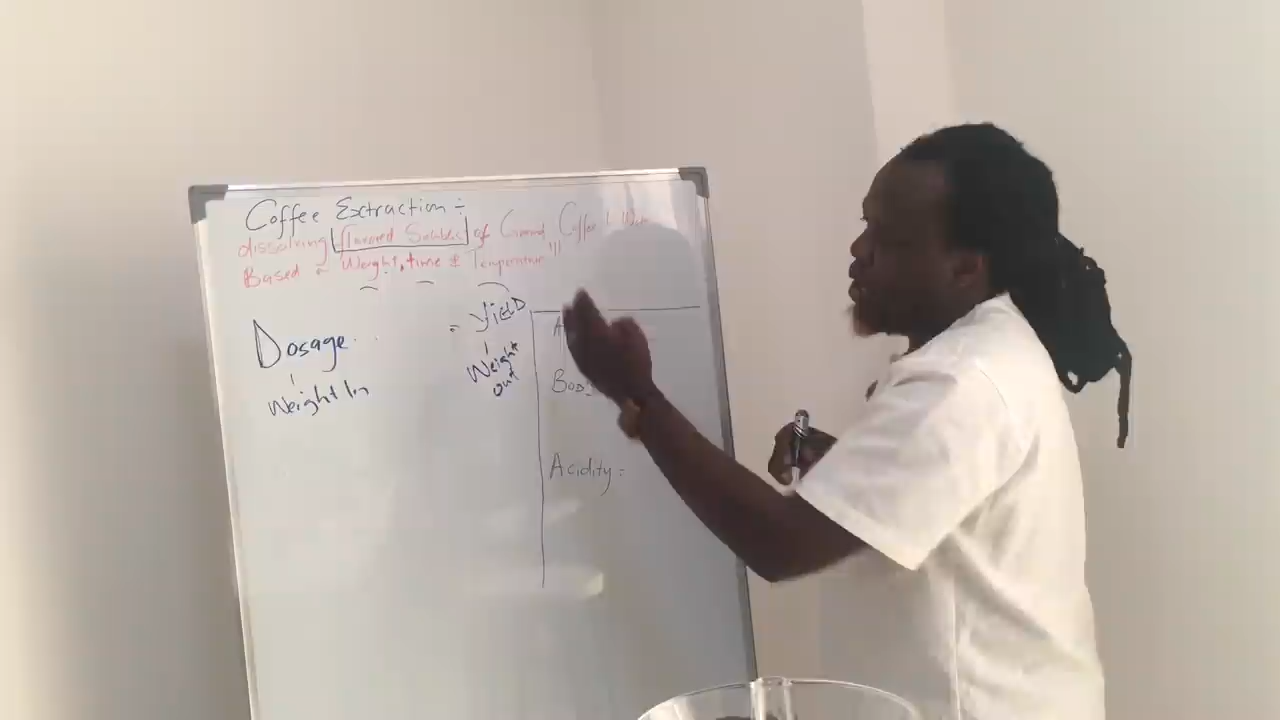 Coffee Extraction ÷
dissolving flavored Solubles of Ground Coffee
Based on Weight, time & Temperature !!!
Dosage = YIELD
Weight In
Weight out
Body
Acidity =